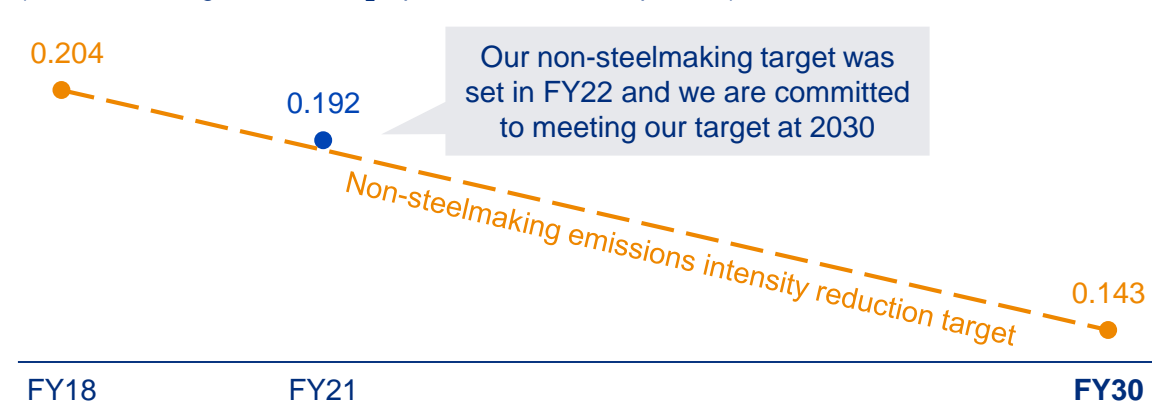 0.204
0.192
Our non-steelmaking target was
set in FY22 and we are committed
to meeting our target at 2030
Non-steelmaking emissions intensity reduction target
0.143
FY18
FY21
FY30